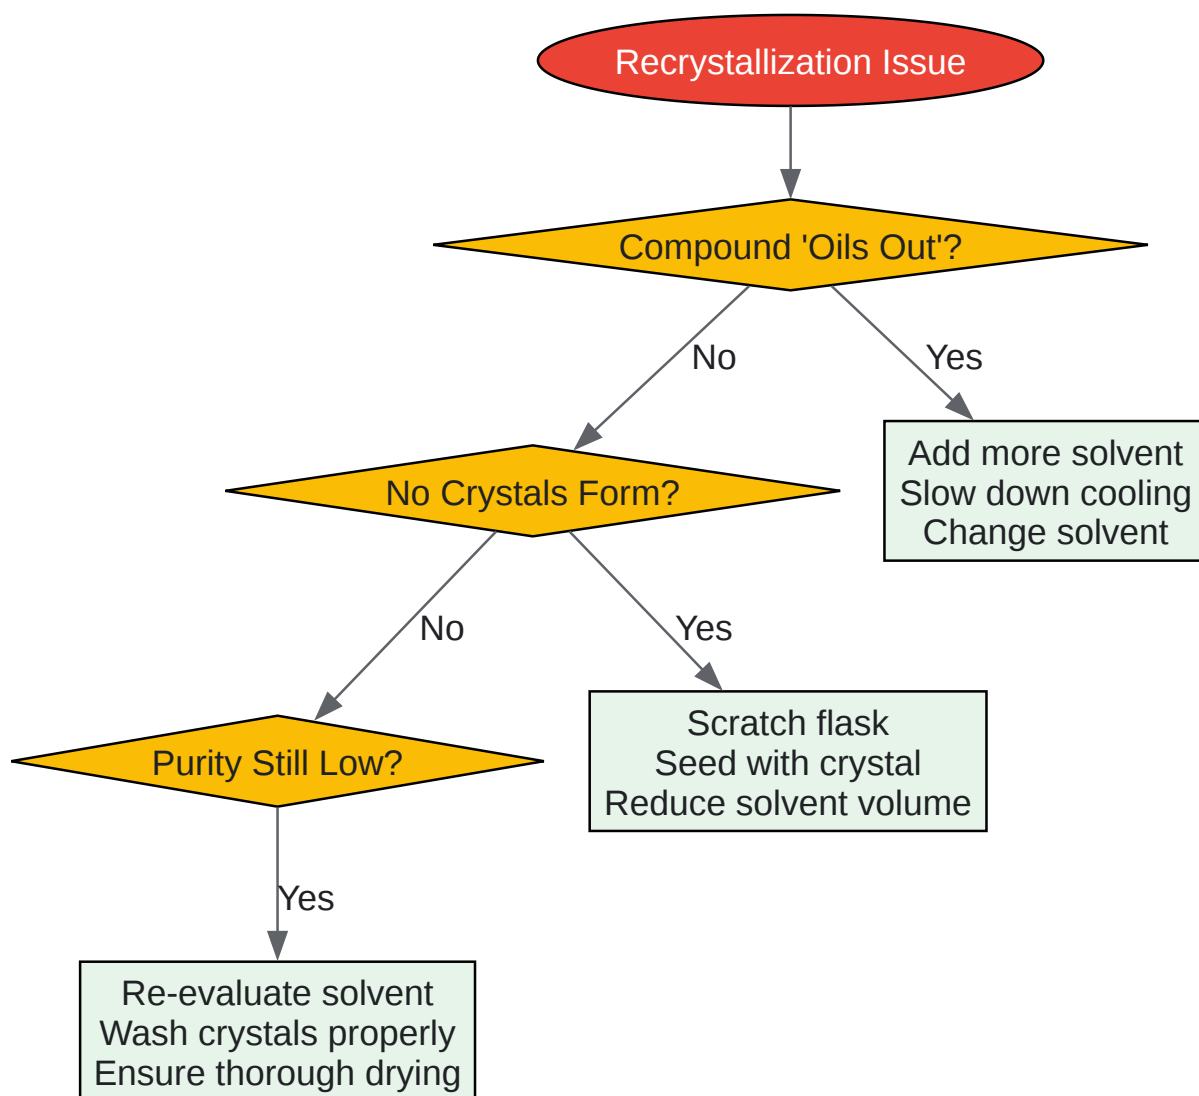 Recrystallization Issue
Compound 'Oils Out'?
No
Yes
Add more solvent
Slow down cooling
Change solvent
No Crystals Form?
No
Yes
Scratch flask
Seed with crystal
Reduce solvent volume
Purity Still Low?
Yes
Re-evaluate solvent
Wash crystals properly
Ensure thorough drying